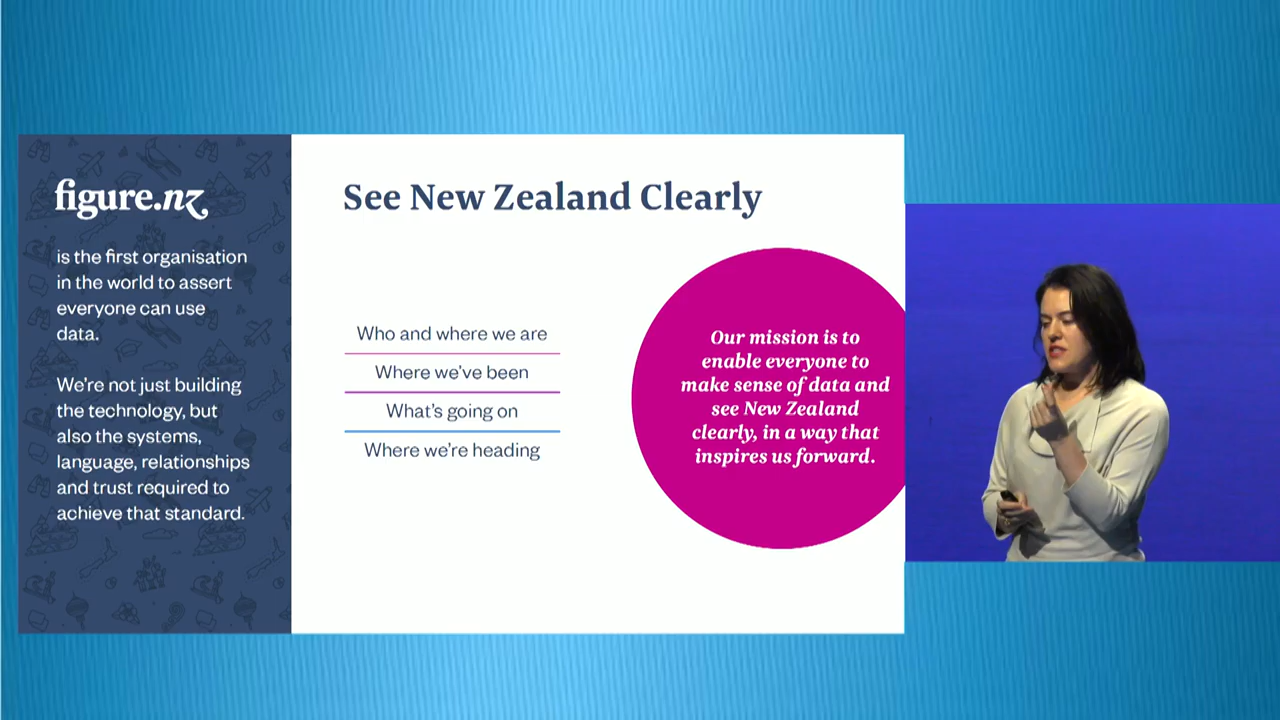 figure.nz
is the first organisation
in the world to assert
everyone can use
data.
We're not just building
the technology, but
also the systems,
language, relationships
and trust required to
achieve that standard.
See New Zealand Clearly
Who and where we are
Where we've been
What's going on
Where we're heading
Our mission is to
enable everyone to
make sense of data and
see New Zealand
clearly, in a way that
inspires us forward.